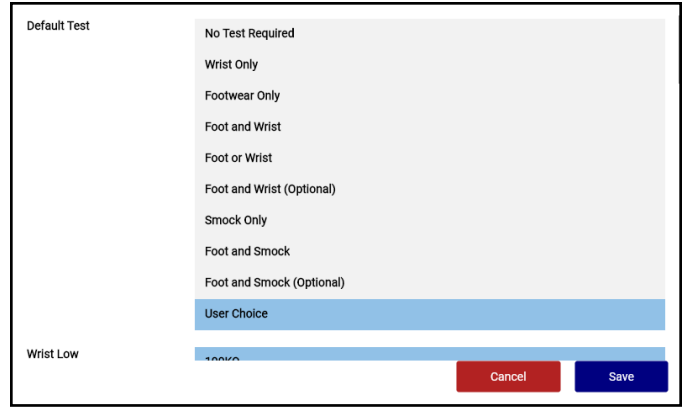 Default Test
No Test Required
Wrist Only
Footwear Only
Foot and Wrist
Foot or Wrist
Foot and Wrist (Optional)
Smock Only
Foot and Smock
Foot and Smock (Optional)
User Choice
Wrist Low
Cancel
Save